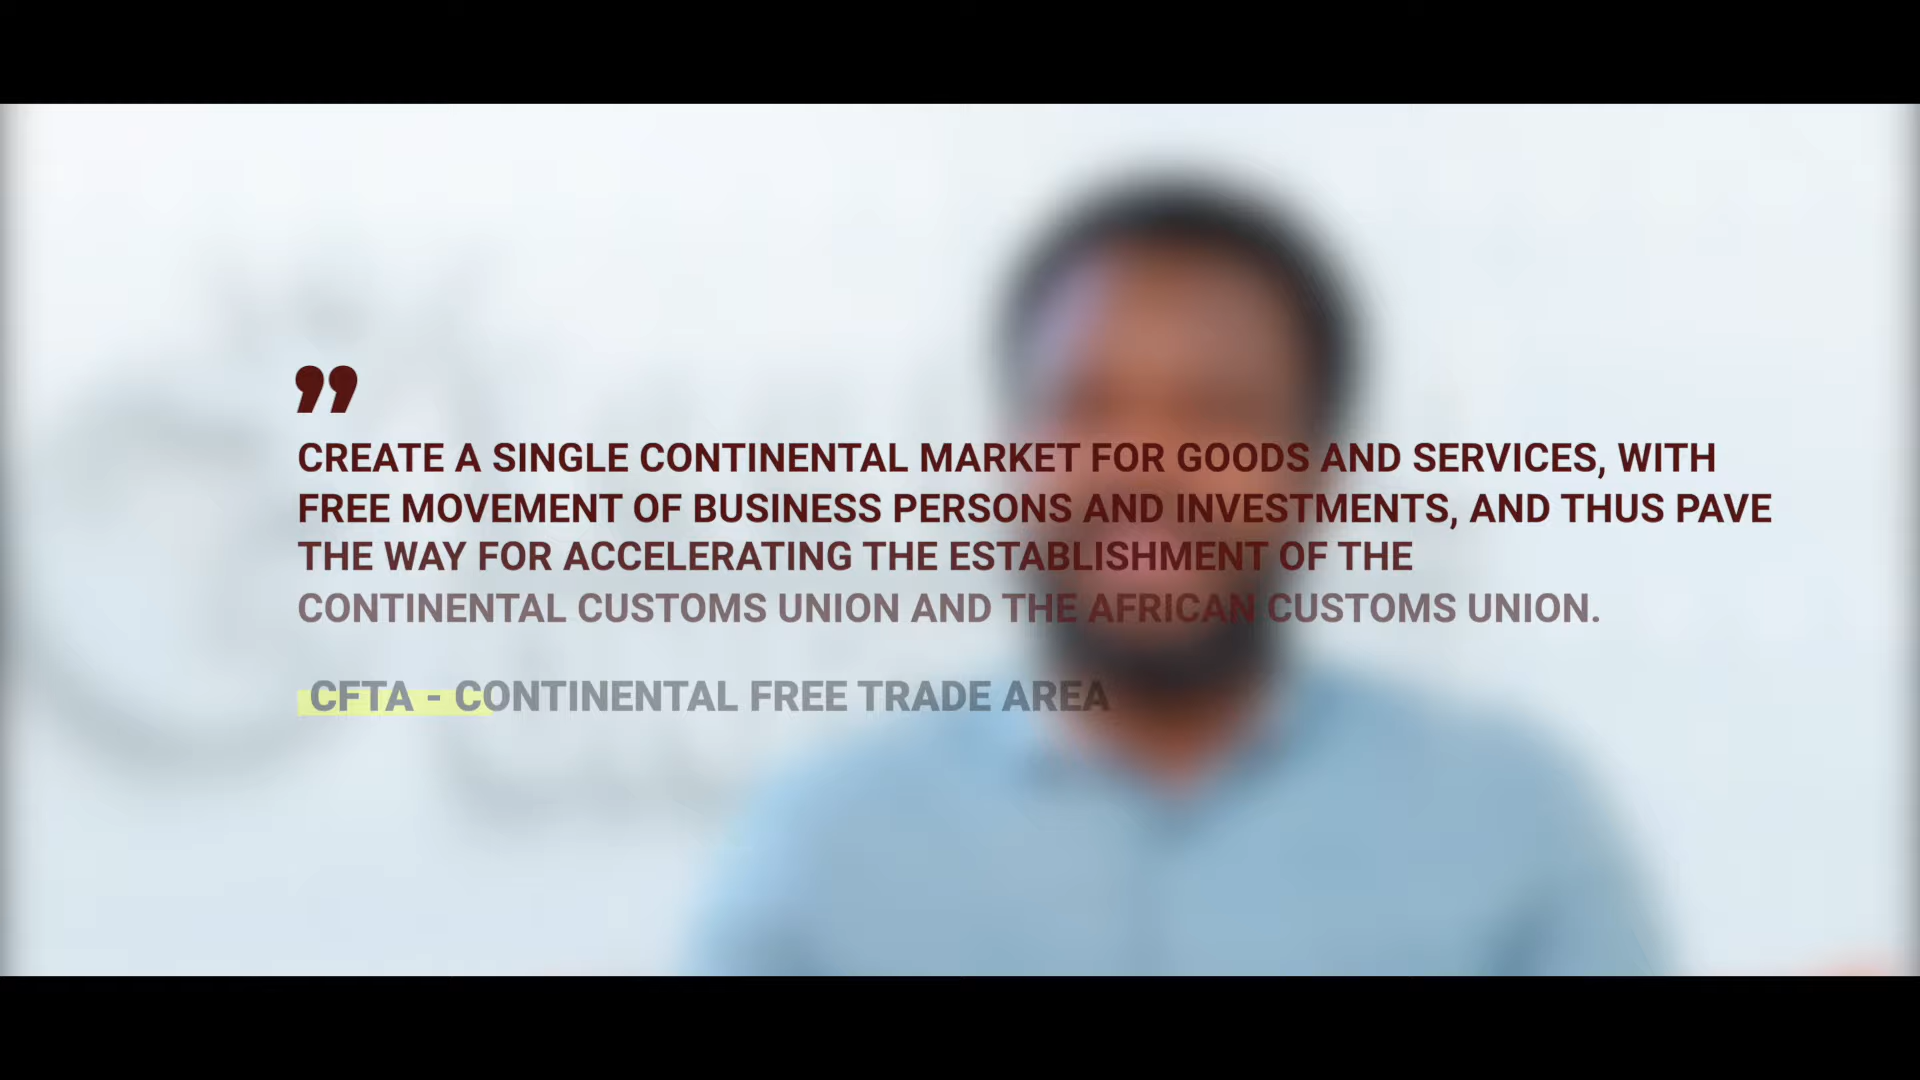 ”
CREATE A SINGLE CONTINENTAL MARKET FOR GOODS AND SERVICES, WITH
FREE MOVEMENT OF BUSINESS PERSONS AND INVESTMENTS, AND THUS PAVE
THE WAY FOR ACCELERATING THE ESTABLISHMENT OF THE
CONTINENTAL CUSTOMS UNION AND THE AFRICAN CUSTOMS UNION.
CFTA - CONTINENTAL FREE TRADE AREA